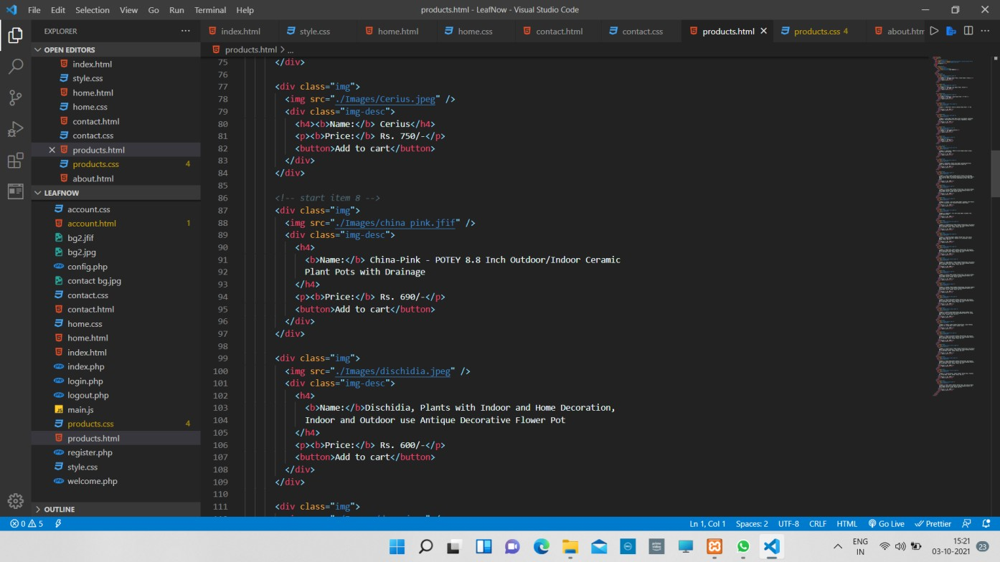 File Edit Selection View Go Run Terminal Help
products.html - LeafNow - Visual Studio Code
EXPLORER
index.html style.css home.html home.css contact.html contact.css products.html products.css 4 about.htm
OPEN EDITORS
products.html > ...
index.html
style.css
home.html
home.css
contact.html
contact.css
products.html
products.css 4
about.html
LEAFNOW
account.css
account.html 1
bg2.jfif
bg2.jpg
config.php
contact bg.jpg
contact.css
contact.html
home.css
home.html
index.html
index.php
login.php
logout.php
main.js
products.css 4
products.html
register.php
style.css
welcome.php
OUTLINE
75 </div>
76
77 <div class="img">
78 <img src="./Images/Cerius.jpeg" />
79 <div class="img-desc">
80 <h4><b>Name:</b> Cerius</h4>
81 <p><b>Price:</b> Rs. 750/-</p>
82 <button>Add to cart</button>
83 </div>
84 </div>
85
86 <!-- start item 8 -->
87 <div class="img">
88 <img src="./Images/china pink.jfif" />
89 <div class="img-desc">
90 <h4>
91 <b>Name:</b> China-Pink - POTEY 8.8 Inch Outdoor/Indoor Ceramic
92 Plant Pots with Drainage
93 </h4>
94 <p><b>Price:</b> Rs. 690/-</p>
95 <button>Add to cart</button>
96 </div>
97 </div>
98
99 <div class="img">
100 <img src="./Images/dischidia.jpeg" />
101 <div class="img-desc">
102 <h4>
103 <b>Name:</b>Dischidia, Plants with Indoor and Home Decoration,
104 Indoor and Outdoor use Antique Decorative Flower Pot
105 </h4>
106 <p><b>Price:</b> Rs. 600/-</p>
107 <button>Add to cart</button>
108 </div>
109 </div>
110
111 <div class="img">
0 5
Ln 1, Col 1 Spaces: 2 UTF-8 CRLF HTML Go Live Prettier
ENG
IN
15:21
03-10-2021
23